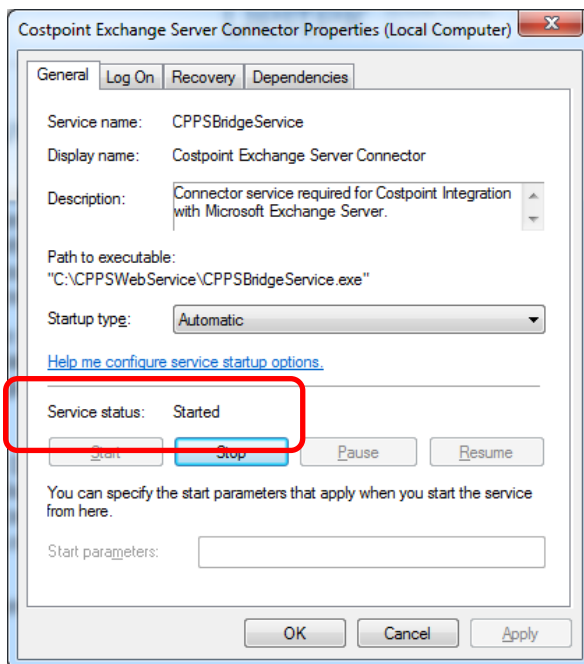 Costpoint Exchange Server Connector Properties (Local Computer)
General Log On Recovery Dependencies
Service name: CPPSBridgeService
Display name: Costpoint Exchange Server Connector
Description: Connector service required for Costpoint Integration
with Microsoft Exchange Server.
Path to executable:
"C:\CPPSWebService\CPPSBridgeService.exe"
Startup type: Automatic
Help me configure service startup options.
Service status: Started
Start Stop Pause Resume
You can specify the start parameters that apply when you start the service
from here.
Start parameters:
OK Cancel Apply